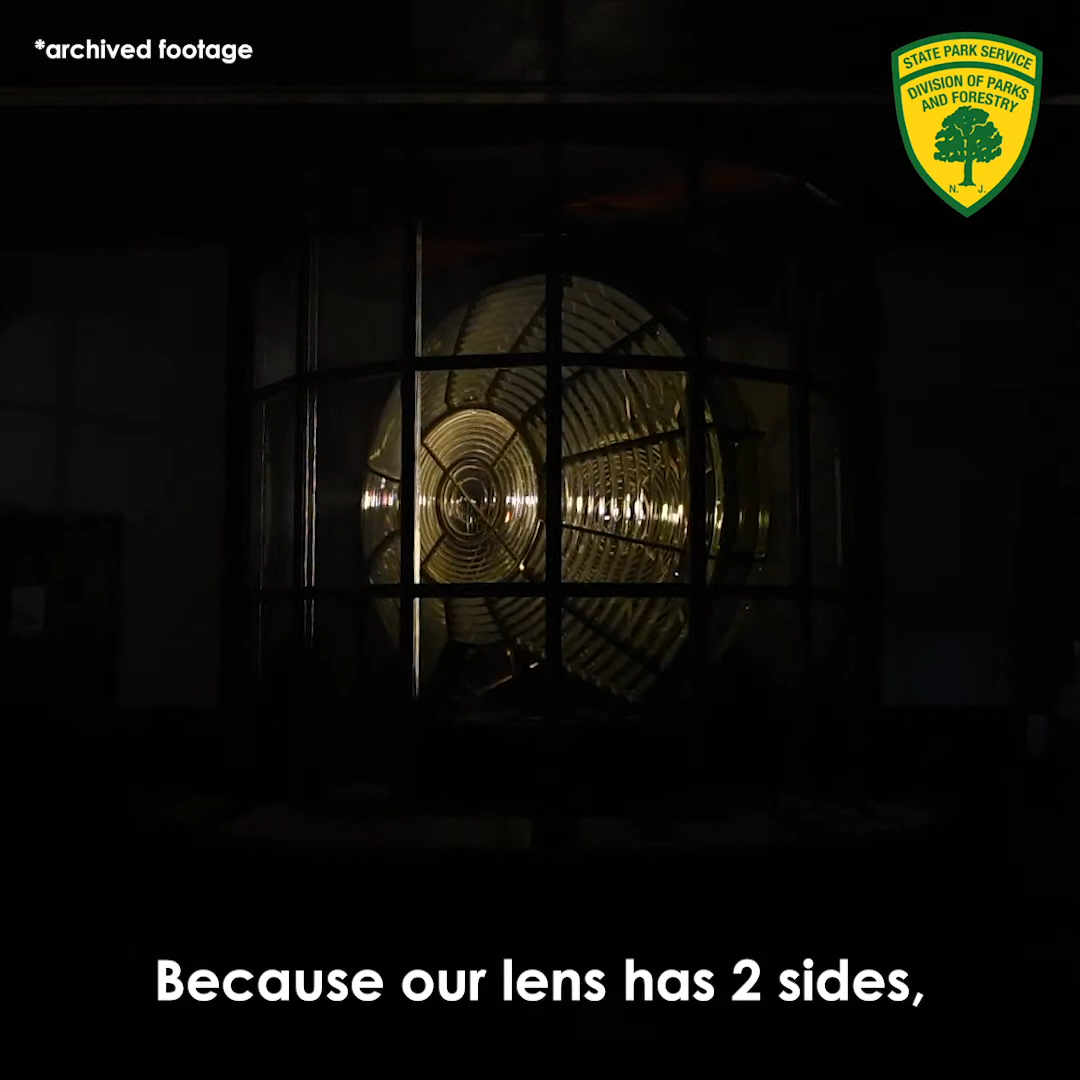 *archived footage
STATE PARK SERVICE
DIVISION OF PARKS
AND FORESTRY
N. J.
Because our lens has 2 sides,